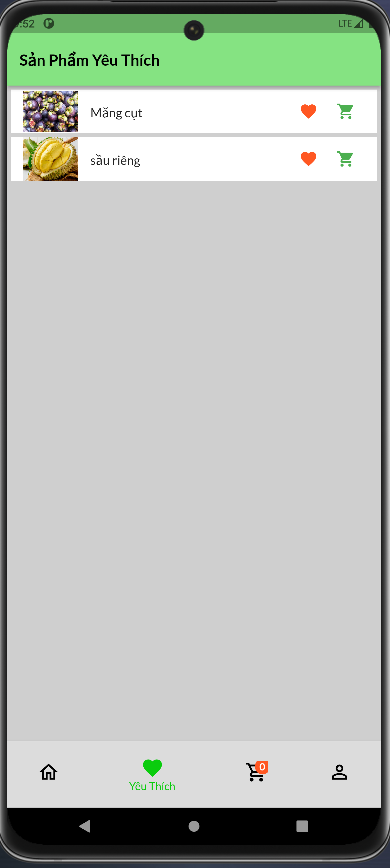 :52
LTE
Sản Phẩm Yêu Thích
Măng cụt
sầu riêng
0
Yêu Thích